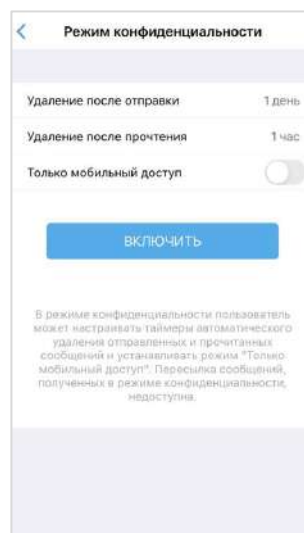 Режим конфиденциальности
Удаление после отправки 1 день
Удаление после прочтения 1 час
Только мобильный доступ
ВКЛЮЧИТЬ
В режиме конфиденциальности пользователь
может настраивать таймеры автоматического
удаления отправленных и прочитанных
сообщений и устанавливать режим "Только
мобильный доступ". Пересылка сообщений,
полученных в режиме конфиденциальности,
недоступна.